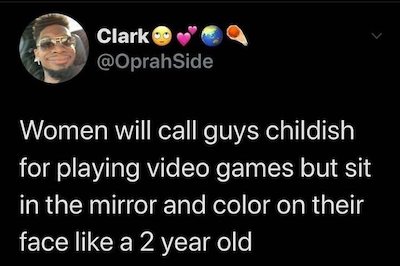 Clark🙄💕🌏☄️
@OprahSide
Women will call guys childish
for playing video games but sit
in the mirror and color on their
face like a 2 year old